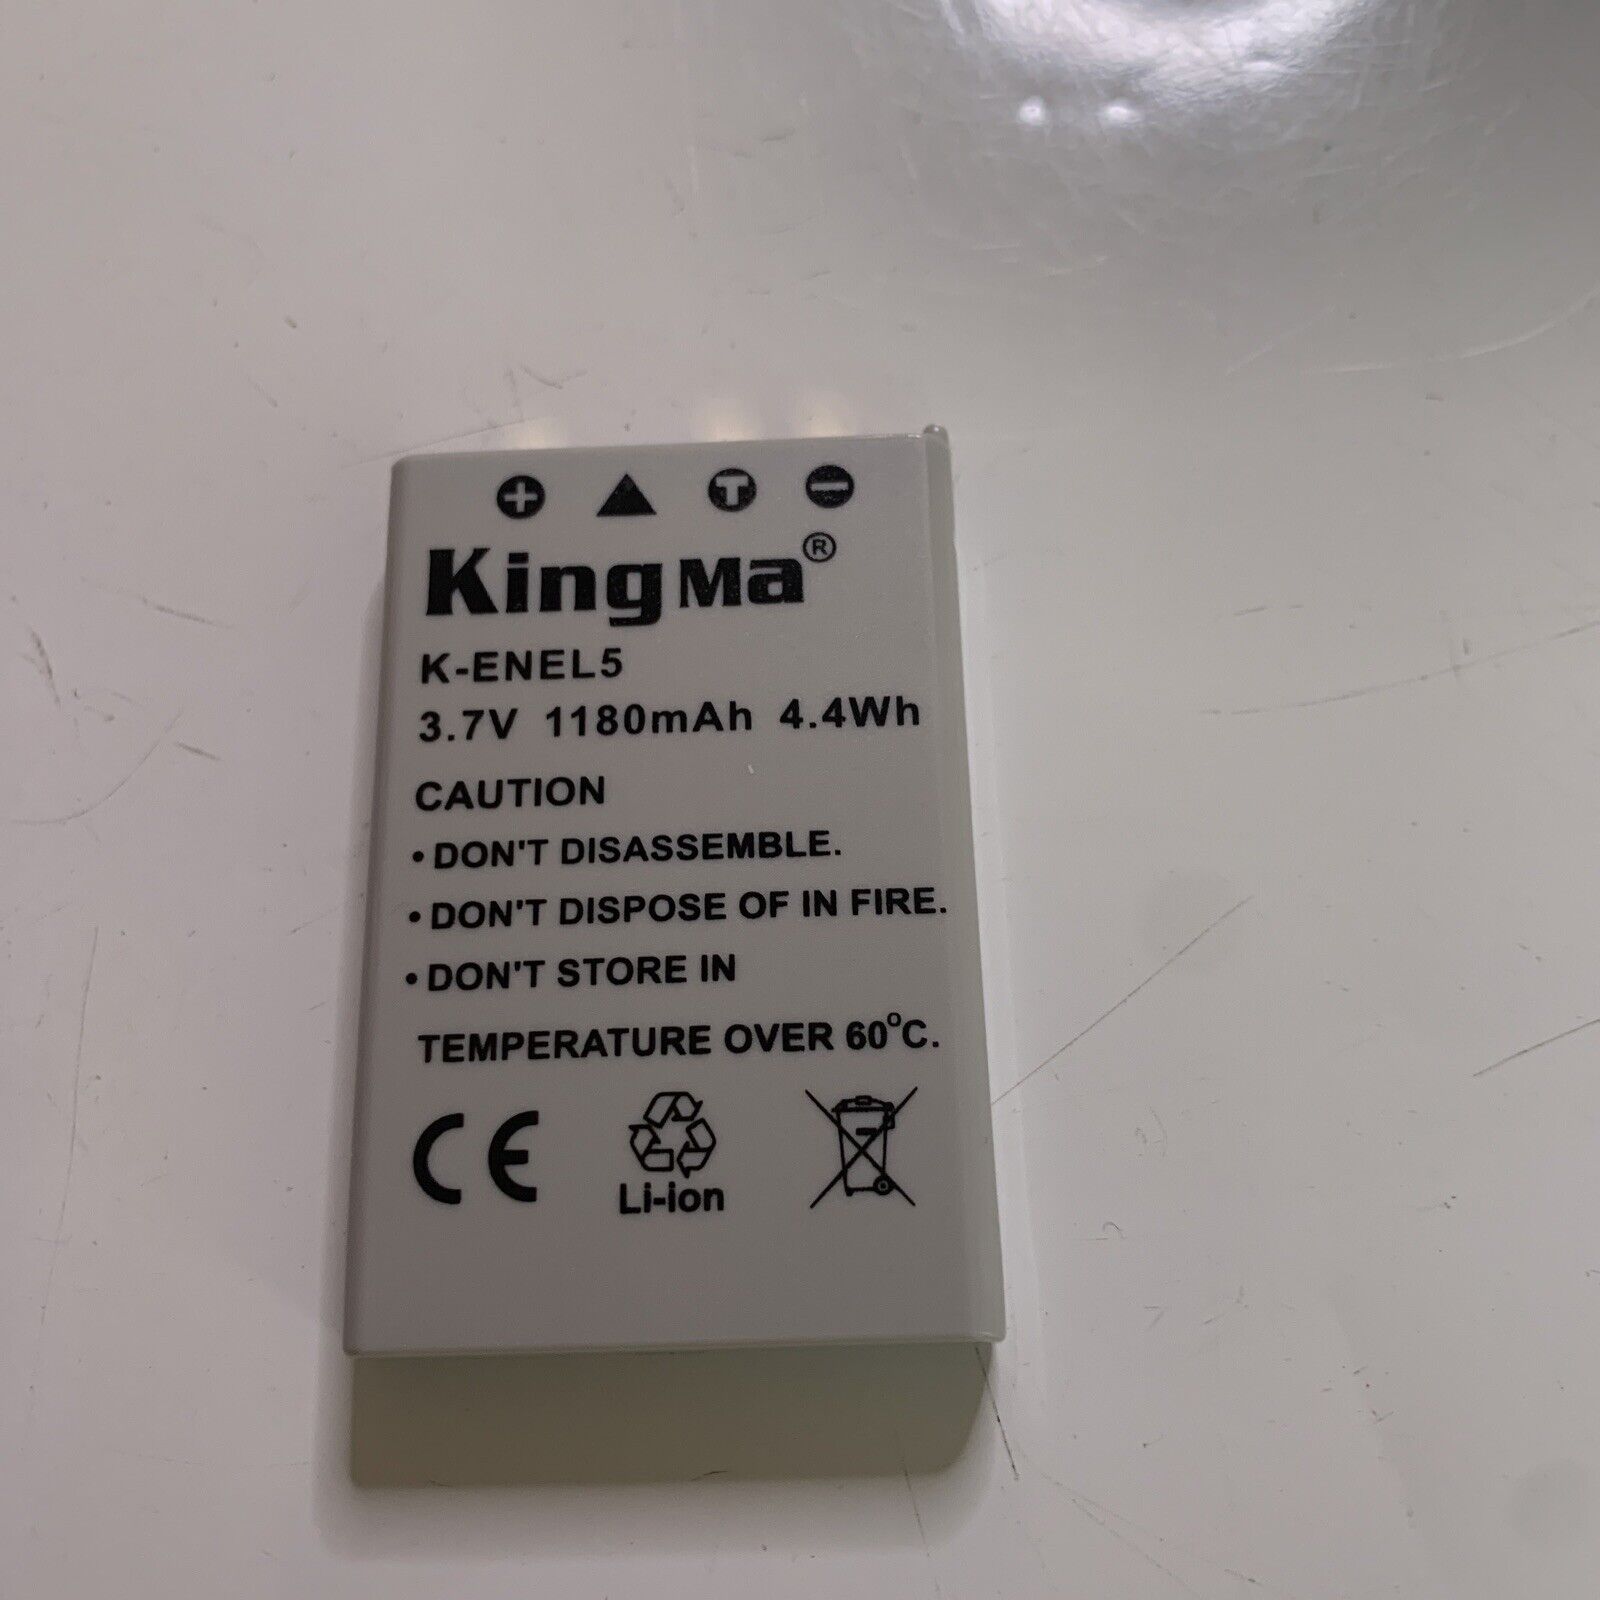 + ▲ T −
KingMa®
K-ENEL5
3.7V 1180mAh 4.4Wh
CAUTION
• DON'T DISASSEMBLE.
• DON'T DISPOSE OF IN FIRE.
• DON'T STORE IN
TEMPERATURE OVER 60°C.
CE
Li-ion